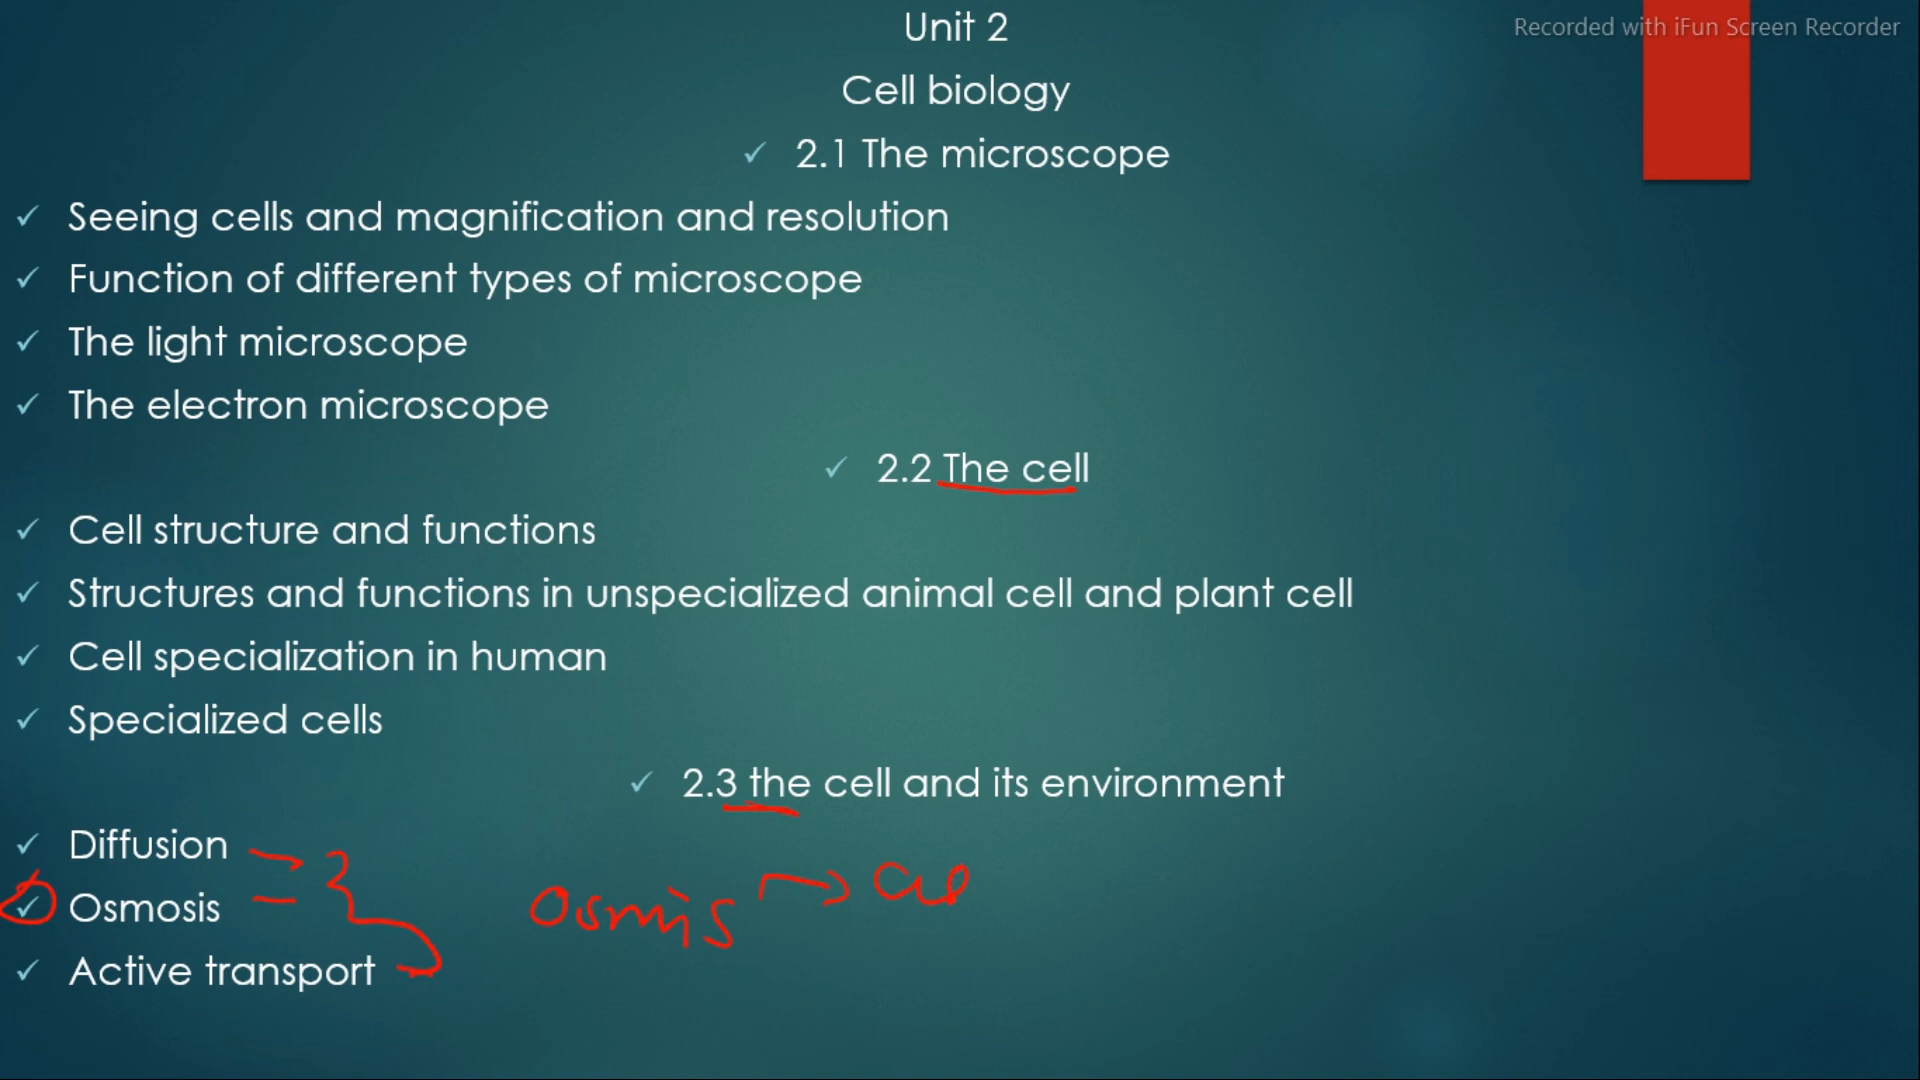 Unit 2
Recorded with iFun Screen Recorder
Cell biology
✓ 2.1 The microscope
✓ Seeing cells and magnification and resolution
✓ Function of different types of microscope
✓ The light microscope
✓ The electron microscope
✓ 2.2 The cell
✓ Cell structure and functions
✓ Structures and functions in unspecialized animal cell and plant cell
✓ Cell specialization in human
✓ Specialized cells
✓ 2.3 the cell and its environment
✓ Diffusion
✓ Osmosis
✓ Active transport